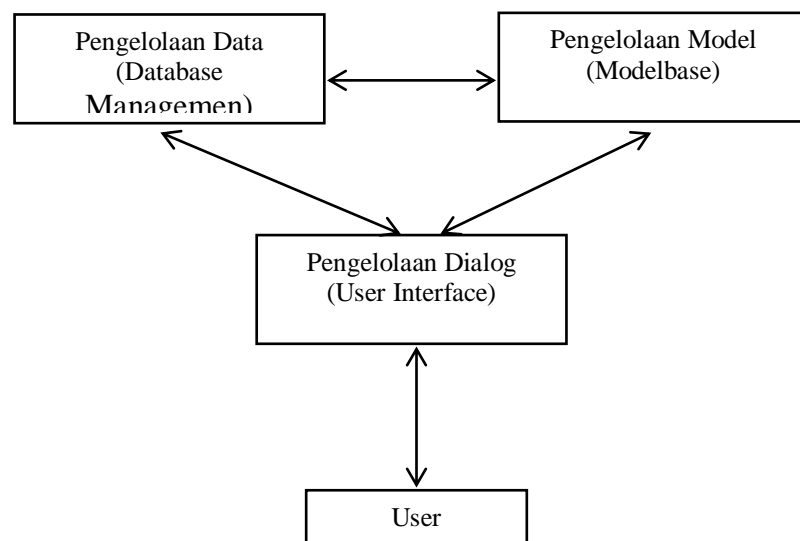 Pengelolaan Data
(Database
Managemen)
Pengelolaan Model
(Modelbase)
Pengelolaan Dialog
(User Interface)
User